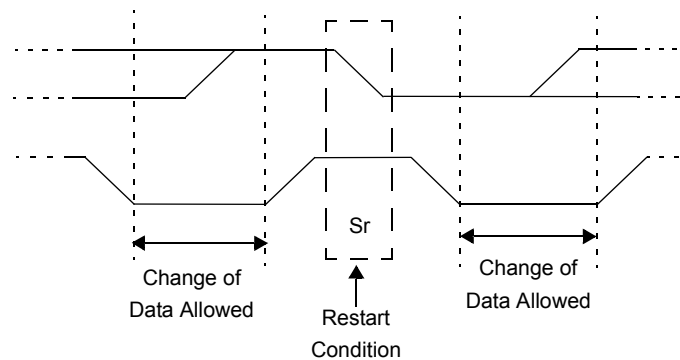 Sr
Change of
Data Allowed
Restart
Condition
Change of
Data Allowed